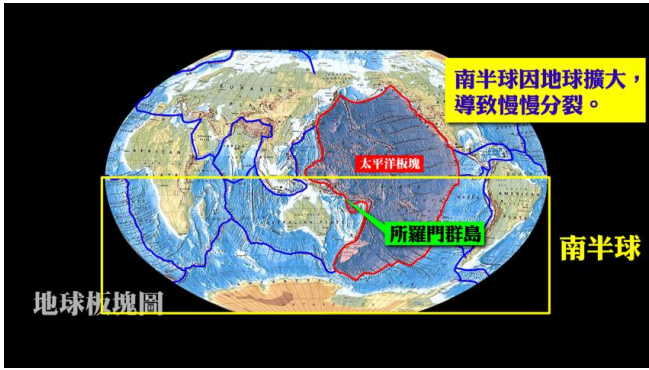 南半球因地球擴大，
導致慢慢分裂。
太平洋板塊
所羅門群島
南半球
地球板塊圖